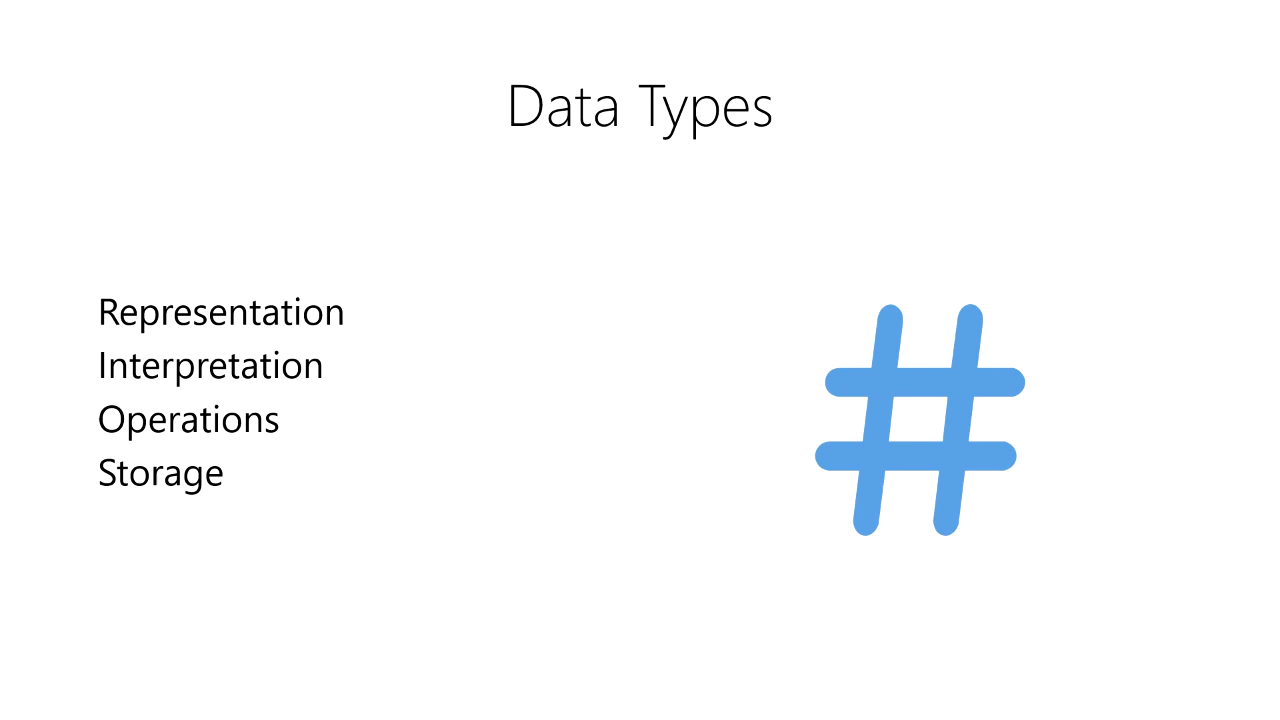 Data Types
Representation
Interpretation
Operations
Storage
#